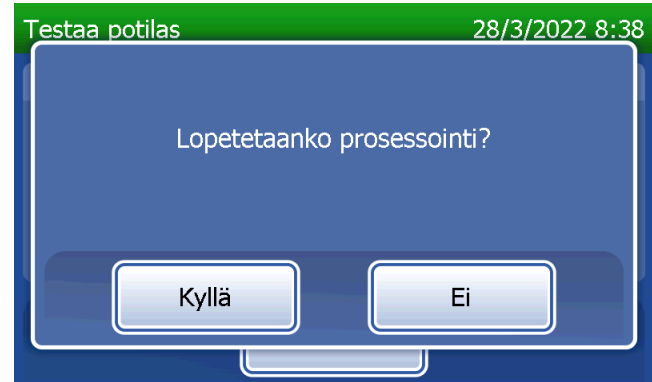 Testaa potilas 28/3/2022 8:38
Lopetetaanko prosessointi?
Kyllä Ei